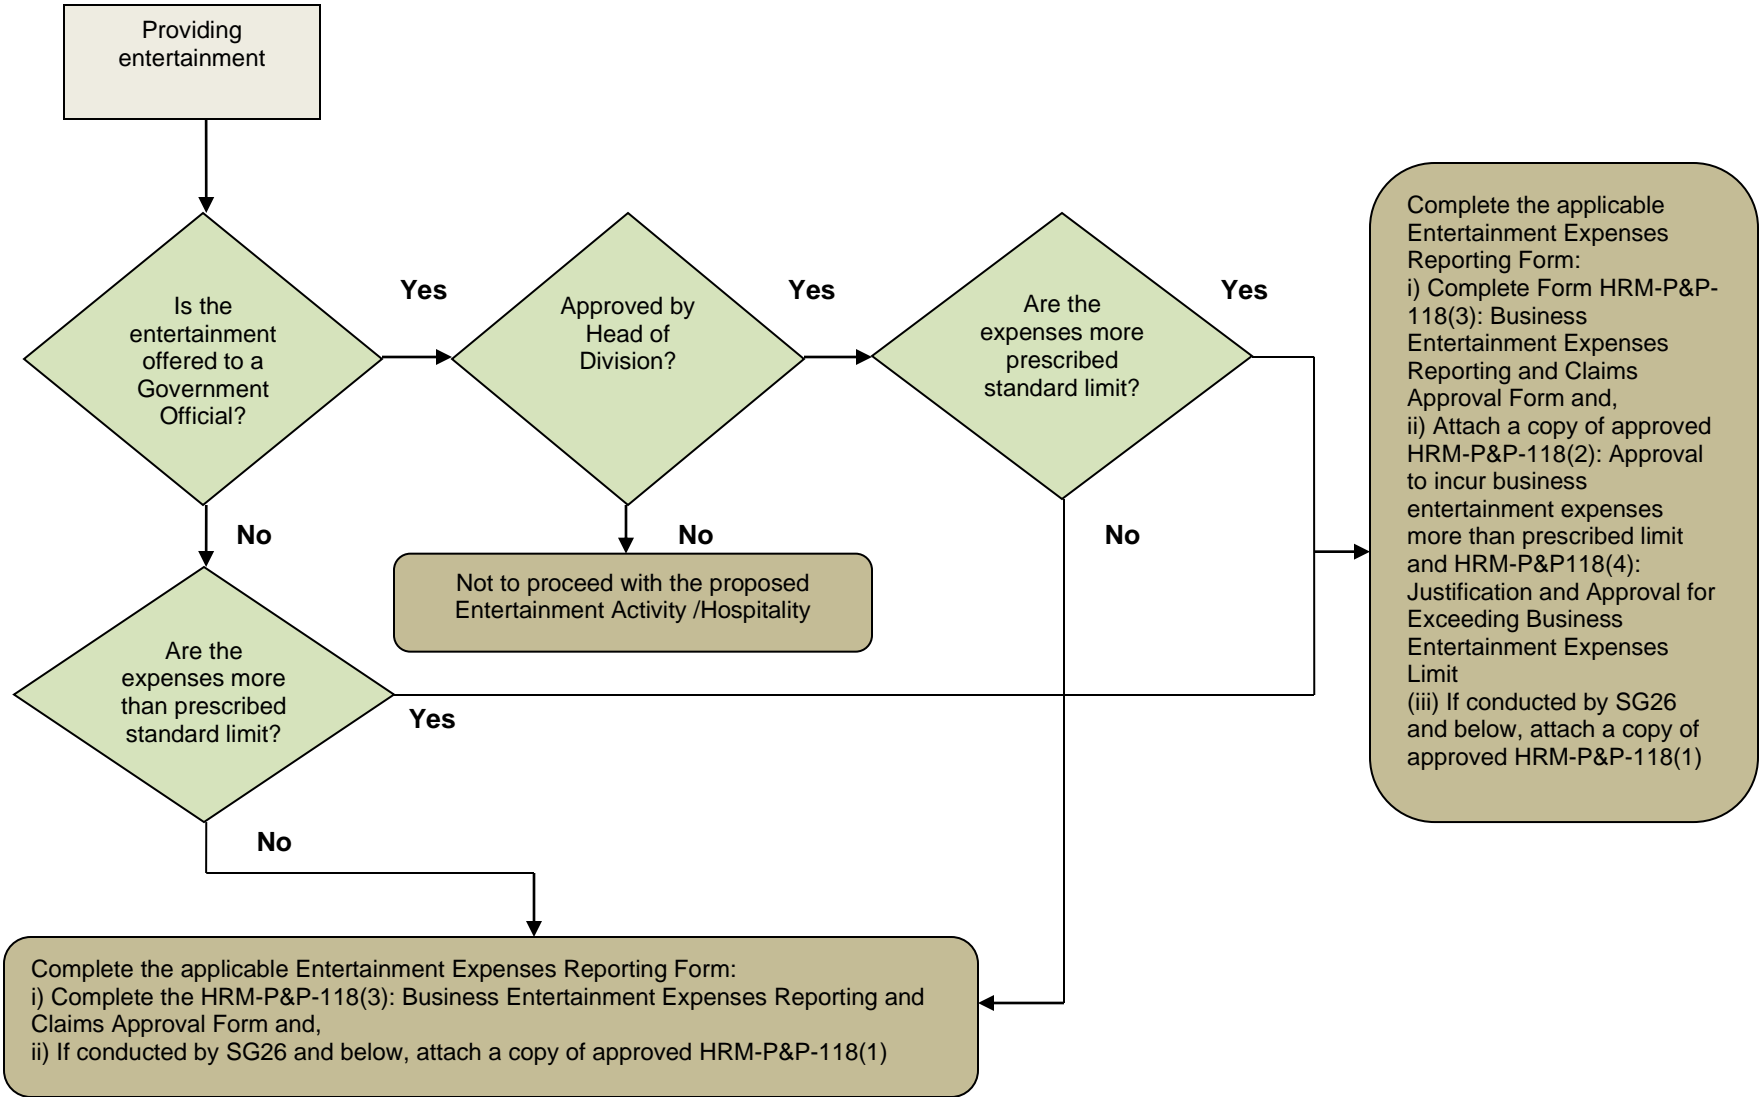 Providing
entertainment
Is the
entertainment
offered to a
Government
Official?
Yes
No
Approved by
Head of
Division?
Yes
No
Are the
expenses more
prescribed
standard limit?
Yes
No
Complete the applicable
Entertainment Expenses
Reporting Form:
i) Complete Form HRM-P&P-
118(3): Business
Entertainment Expenses
Reporting and Claims
Approval Form and,
ii) Attach a copy of approved
HRM-P&P-118(2): Approval
to incur business
entertainment expenses
more than prescribed limit
and HRM-P&P118(4):
Justification and Approval for
Exceeding Business
Entertainment Expenses
Limit
(iii) If conducted by SG26
and below, attach a copy of
approved HRM-P&P-118(1)
Not to proceed with the proposed
Entertainment Activity /Hospitality
Are the
expenses more
than prescribed
standard limit?
Yes
No
Complete the applicable Entertainment Expenses Reporting Form:
i) Complete the HRM-P&P-118(3): Business Entertainment Expenses Reporting and
Claims Approval Form and,
ii) If conducted by SG26 and below, attach a copy of approved HRM-P&P-118(1)